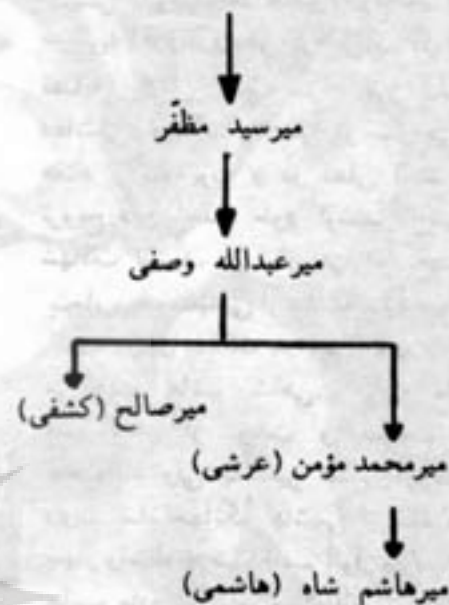 میرسید مظفّر
میرعبدالله وصفی
میرصالح (کشفی)
میرمحمد مؤمن (عرشی)
میرهاشم شاه (هاشمی)